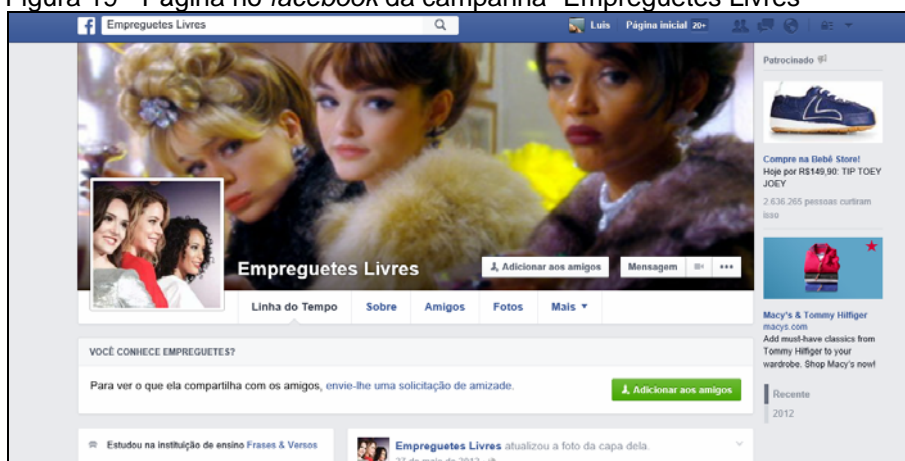 Figura 19 - Página no facebook da campanha "Empreguetes Livres"
Empreguetes Livres
Luis Página inicial 20+
Empreguetes Livres
Adicionar aos amigos Mensagem
Linha do Tempo Sobre Amigos Fotos Mais
VOCÊ CONHECE EMPREGUETES?
Para ver o que ela compartilha com os amigos, envie-lhe uma solicitação de amizade.
Adicionar aos amigos
Estudou na instituição de ensino Frases & Versos
Empreguetes Livres atualizou a foto da capa dela.
27 de maio de 2012
Patrocinado
Compre na Bebê Store!
Hoje por R$149,90: TIP TOEY
JOEY
2.636.265 pessoas curtiram
isso
Macy's & Tommy Hilfiger
macys.com
Add must-have classics from
Tommy Hilfiger to your
wardrobe. Shop Macy's now!
Recente
2012